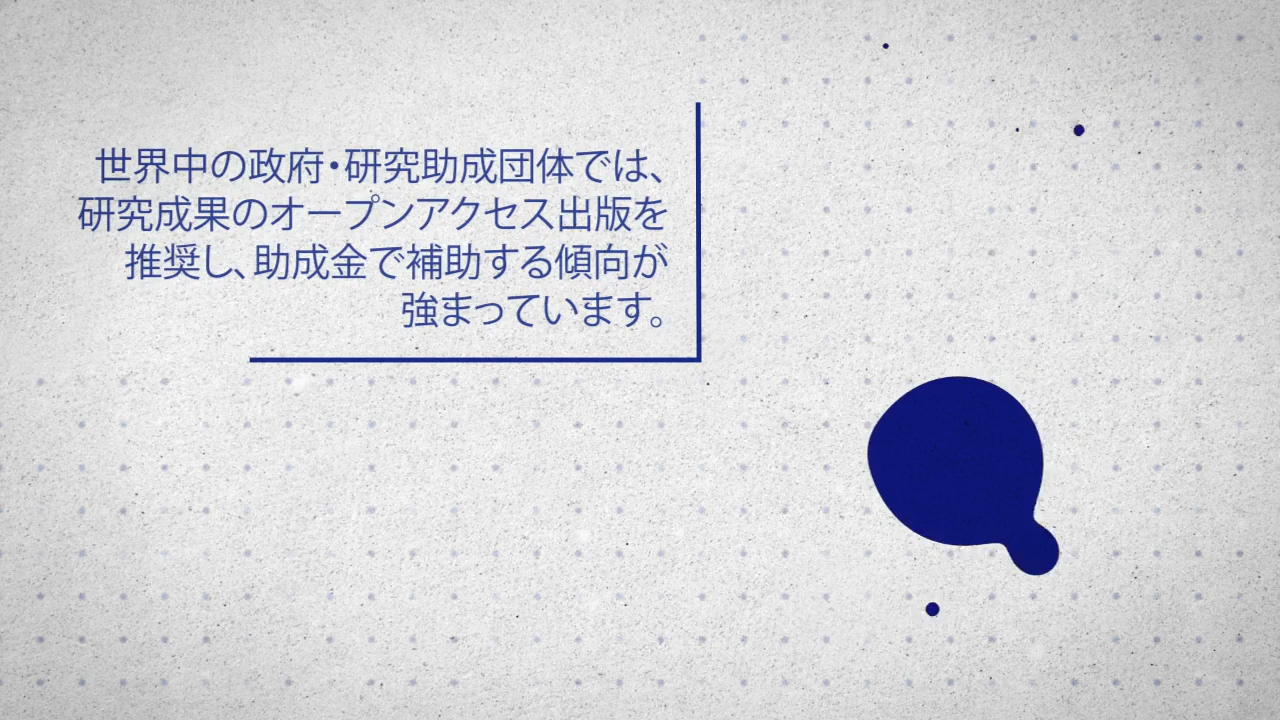 世界中の政府・研究助成団体では、
研究成果のオープンアクセス出版を
推奨し、助成金で補助する傾向が
強まっています。